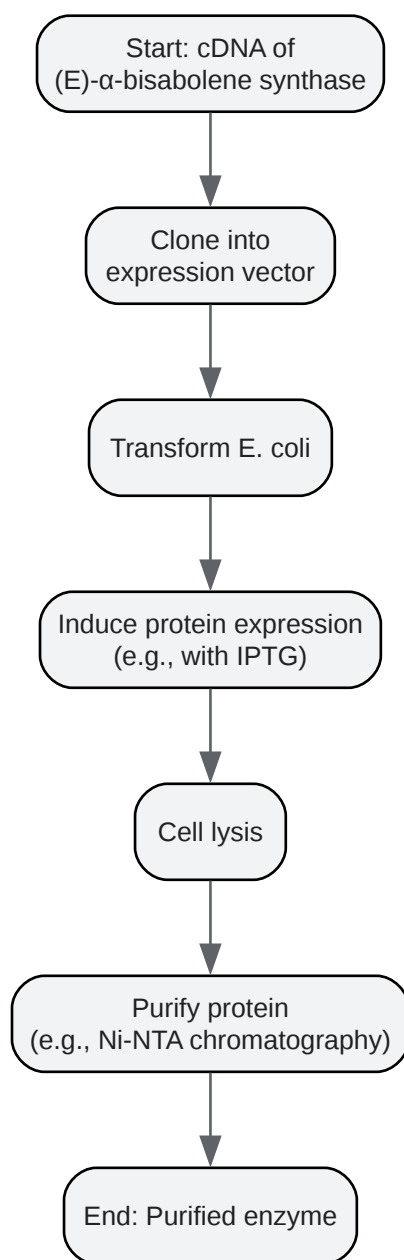 Start: cDNA of
(E)-α-bisabolene synthase
Clone into
expression vector
Transform E. coli
Induce protein expression
(e.g., with IPTG)
Cell lysis
Purify protein
(e.g., Ni-NTA chromatography)
End: Purified enzyme